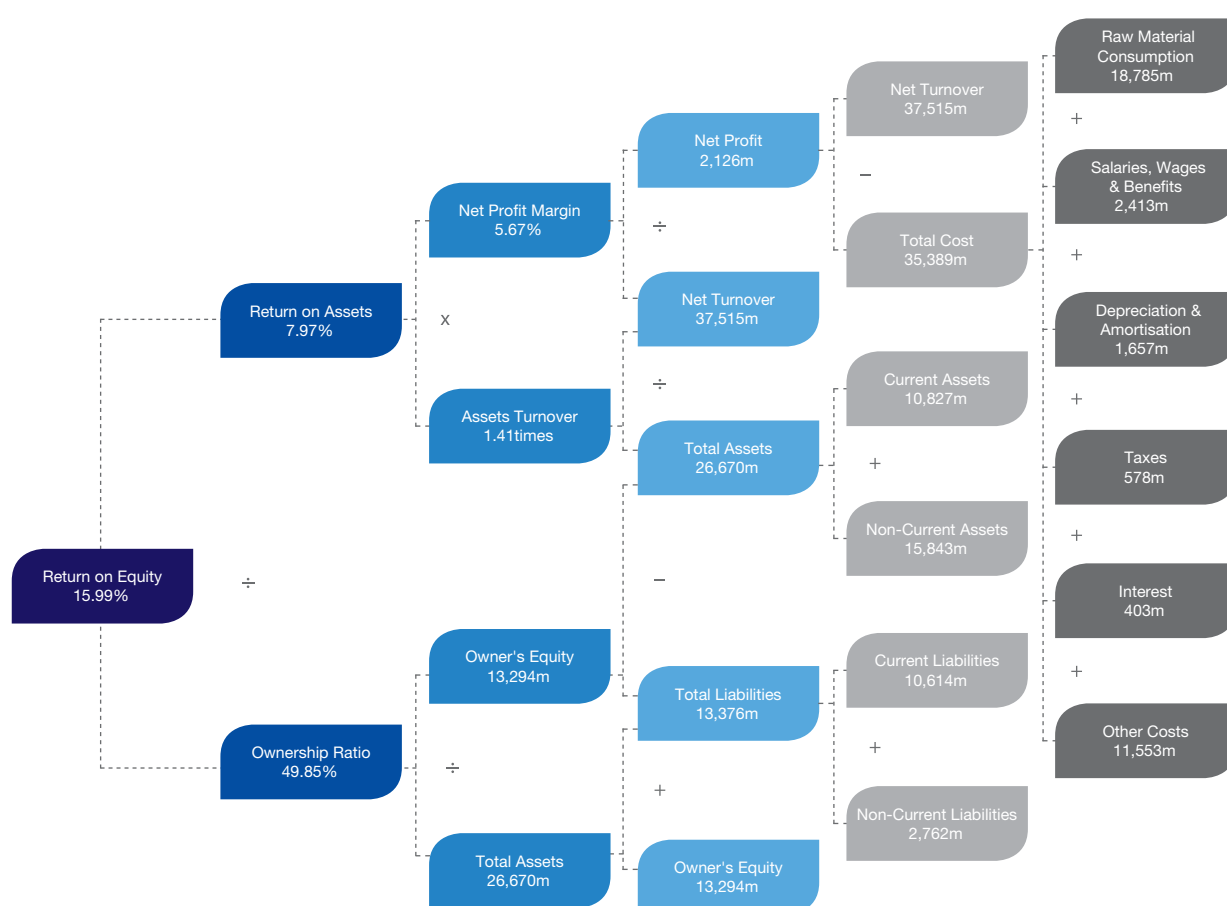 Return on Equity
15.99%
÷
Return on Assets
7.97%
Ownership Ratio
49.85%
Net Profit Margin
5.67%
x
Assets Turnover
1.41times
Owner's Equity
13,294m
÷
Total Assets
26,670m
Net Profit
2,126m
÷
Net Turnover
37,515m
÷
Total Assets
26,670m
−
Total Liabilities
13,376m
+
Owner's Equity
13,294m
Net Turnover
37,515m
−
Total Cost
35,389m
Current Assets
10,827m
+
Non-Current Assets
15,843m
Current Liabilities
10,614m
+
Non-Current Liabilities
2,762m
Raw Material
Consumption
18,785m
+
Salaries, Wages
& Benefits
2,413m
+
Depreciation &
Amortisation
1,657m
+
Taxes
578m
+
Interest
403m
+
Other Costs
11,553m